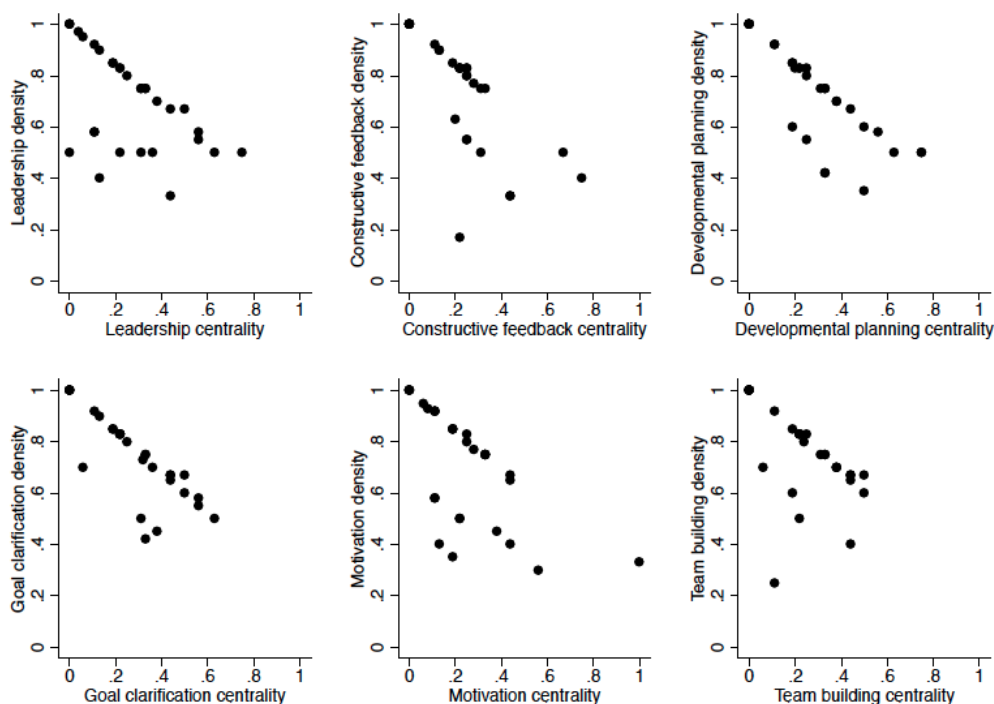 Leadership density
0 .2 .4 .6 .8 1
0 .2 .4 .6 .8 1
Leadership centrality
Constructive feedback density
0 .2 .4 .6 .8 1
0 .2 .4 .6 .8 1
Constructive feedback centrality
Developmental planning density
0 .2 .4 .6 .8 1
0 .2 .4 .6 .8 1
Developmental planning centrality
Goal clarification density
0 .2 .4 .6 .8 1
0 .2 .4 .6 .8 1
Goal clarification centrality
Motivation density
0 .2 .4 .6 .8 1
0 .2 .4 .6 .8 1
Motivation centrality
Team building density
0 .2 .4 .6 .8 1
0 .2 .4 .6 .8 1
Team building centrality